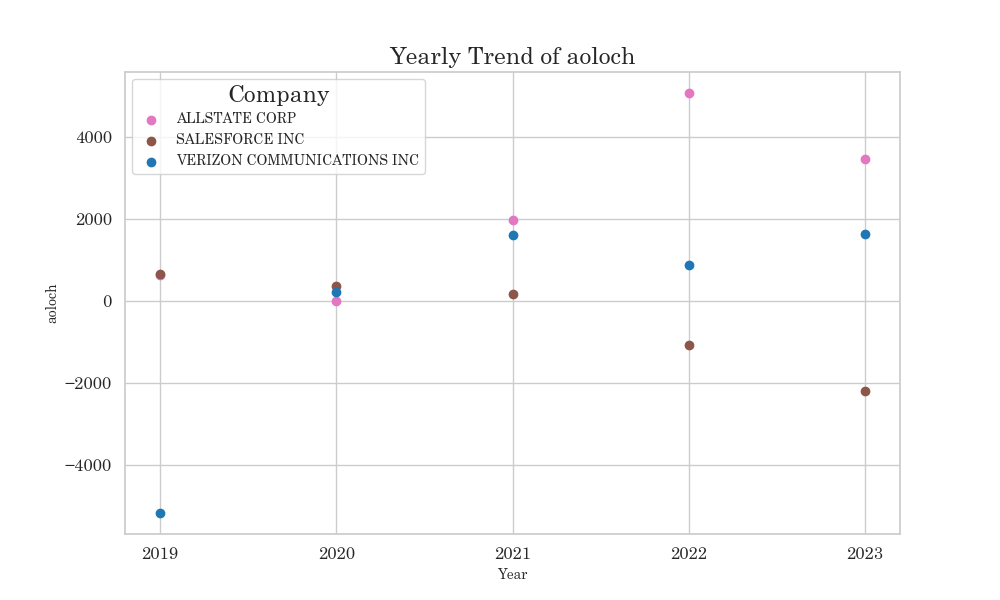 Yearly Trend of aoloch
Company
ALLSTATE CORP
SALESFORCE INC
VERIZON COMMUNICATIONS INC
4000
2000
0
−2000
−4000
aoloch
2019 2020 2021 2022 2023
Year